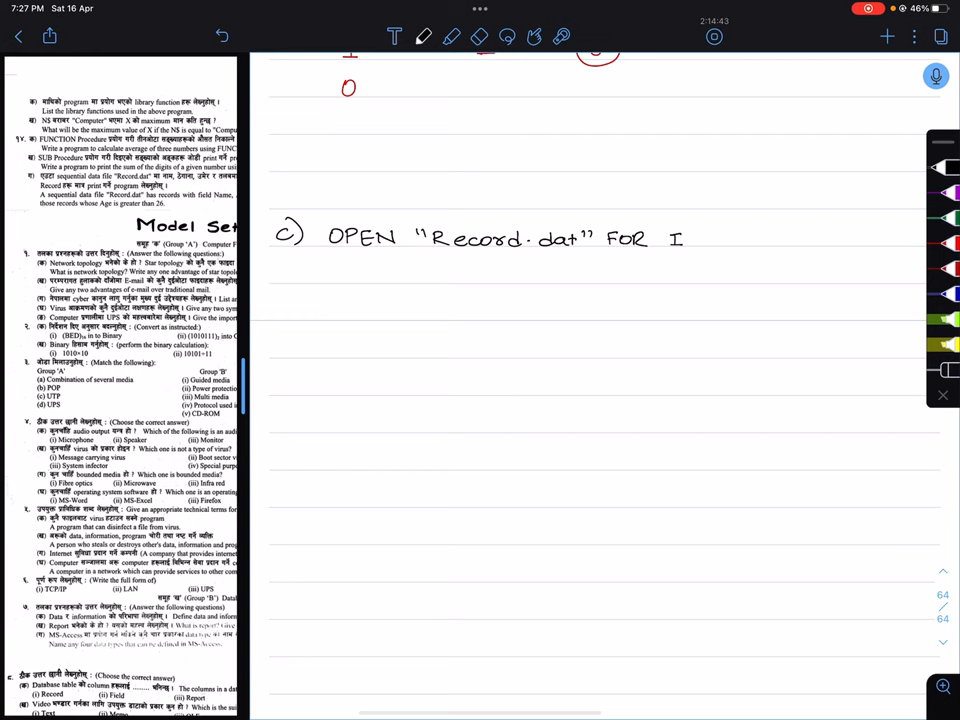 7:27 PM Sat 16 Apr
46%
2:14:43
I
0
क) माथिको program मा प्रयोग भएको library function हरू लेख्नुहोस् ।
List the library functions used in the above program.
ख) N$ बराबर "Computer" भएमा X को maximum मान कति हुन्छ ?
What will be the maximum value of X if the N$ is equal to "Compu
१४. क) FUNCTION Procedure प्रयोग गरी तीनओटा सङ्ख्याहरूको औसत निकाल्ने
Write a program to calculate average of three numbers using FUNC
ख) SUB Procedure प्रयोग गरी दिइएको सङ्ख्याको अङ्कहरू जोडी print गर्ने pr
Write a program to print the sum of the digits of a given number usi
ग) एउटा sequential data file "Record.dat" मा नाम, ठेगाना, उमेर र तलबमा
Record हरू मात्र print गर्ने program लेख्नुहोस् ।
A sequential data file "Record.dat" has records with field Name,
those records whose Age is greater than 26.
Model Set
समूह 'क' (Group 'A') Computer F
१. तलका प्रश्नहरूको उत्तर दिनुहोस् : (Answer the following questions):
(क) Network topology भनेको के हो ? Star topology को कुनै एक फाइदा
What is network topology? Write any one advantage of star topol
(ख) परम्परागत हुलाकको दाँजोमा E-mail को कुनै दुईओटा फाइदाहरू लेख्नु
Give any two advantages of e-mail over traditional mail.
(ग) नेपालमा cyber कानुन लागु गर्नुका मुख्य दुई उद्देश्यहरू लेख्नुहोस् । List an
(घ) Virus आक्रमणको कुनै दुईओटा लक्षणहरू लेख्नुहोस् । Give any two sym
(ङ) Computer प्रणालीमा UPS को महत्त्वबारेमा लेख्नुहोस् । Give the import
२. (क) निर्देशन दिए अनुसार बदल्नुहोस् : (Convert as instructed:)
(i) (BED)₁₆ into Binary (ii) (1010111)₂ into O
(ख) Binary हिसाब गर्नुहोस् : (perform the binary calculation):
(i) 1010×10 (ii) 10101÷11
३. जोडा मिलाउनुहोस् : (Match the following):
Group 'A' Group 'B'
(a) Combination of several media (i) Guided media
(b) POP (ii) Power protectio
(c) UTP (iii) Multi media
(d) UPS (iv) Protocol used i
(v) CD-ROM
४. ठीक उत्तर छानी लेख्नुहोस् : (Choose the correct answer)
(क) कुनचाहिँ audio output यन्त्र हो ? Which of the following is an audi
(i) Microphone (ii) Speaker (iii) Monitor
(ख) कुनचाहिँ virus को प्रकार होइन ? Which one is not a type of virus?
(i) Message carrying virus (ii) Boot sector v
(iii) System infector (iv) Special purp
(ग) कुन चाहिँ bounded media हो ? Which one is bounded media?
(i) Fibre optics (ii) Microwave (iii) Infra red
(घ) कुनचाहिँ operating system software हो ? Which one is an operating
(i) MS-Word (ii) MS-Excel (iii) Firefox
५. उपयुक्त प्राविधिक शब्द लेख्नुहोस् : Give an appropriate technical terms for
(क) कुनै फाइलबाट virus हटाउन सक्ने program
A program that can disinfect a file from virus.
(ख) अरूको data, information, program चोरी तथा नष्ट गर्ने व्यक्ति
A person who steals or destroys other's data, information and prog
(ग) Internet सुविधा प्रदान गर्ने कम्पनी (A company that provides internet
(घ) Computer सञ्जालमा अरू computer हरूलाई विभिन्न सेवा प्रदान गर्ने c
A computer in a network which can provide services to other com
६. पूर्ण रूप लेख्नुहोस् : (Write the full form of)
(i) TCP/IP (ii) LAN (iii) UPS
समूह 'ख' (Group 'B') Datab
७. तलका प्रश्नहरूको उत्तर लेख्नुहोस् : (Answer the following questions)
(क) Data र information को परिभाषा लेख्नुहोस् । Define data and inform
(ख) Report भनेको के हो ? यसको महत्त्व लेख्नुहोस् । What is report? Give
(ग) MS-Access मा प्रयोग गर्न सकिने कुनै चार प्रकारका data type को नाम
Name any four data types that can be defined in MS-Access.
८. ठीक उत्तर छानी लेख्नुहोस् : (Choose the correct answer)
(क) Database table को column हरूलाई ......... भनिन्छ । The columns in a dat
(i) Record (ii) Field (iii) Report
(ख) Video भण्डार गर्नका लागि उपयुक्त डाटाको प्रकार कुन हो ? Which is the sui
(i) Text (ii) Memo
c) OPEN "Record.dat" FOR I
64
/
64